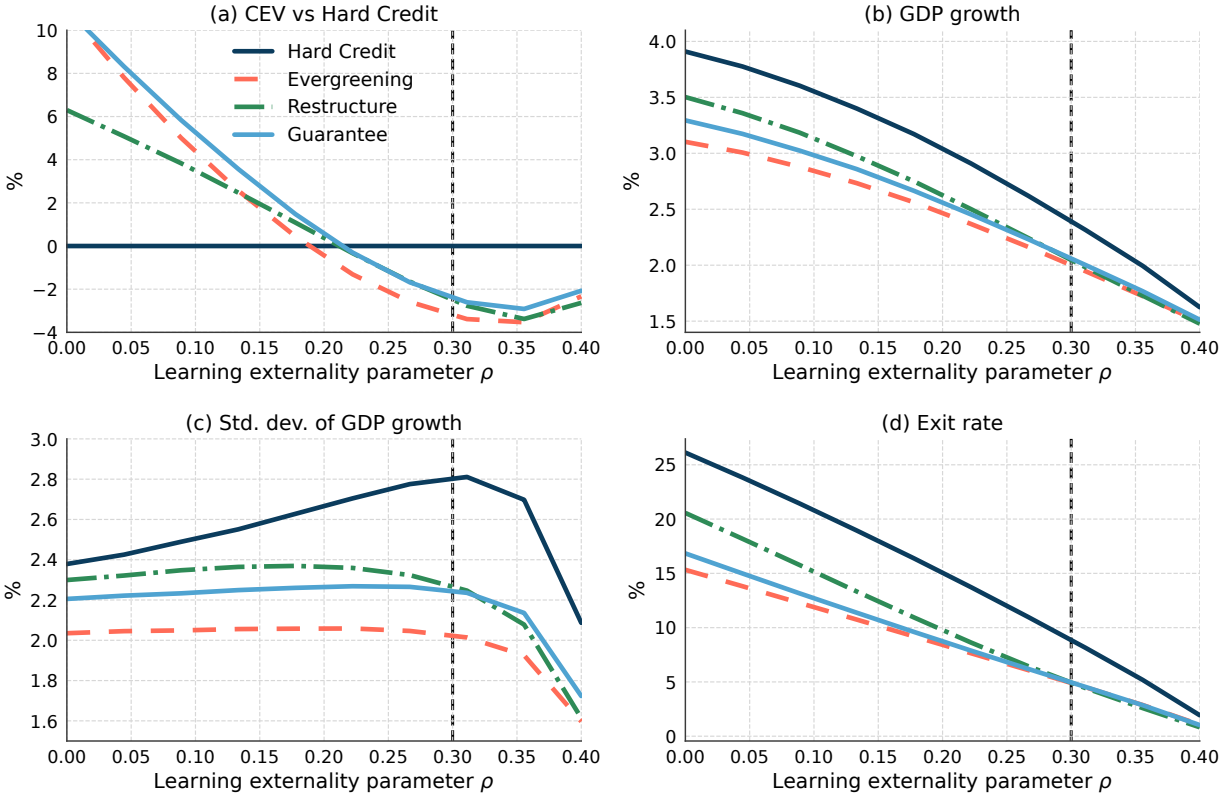 (a) CEV vs Hard Credit
10
8
6
4
2
0
−2
−4
%
Hard Credit
Evergreening
Restructure
Guarantee
0.00 0.05 0.10 0.15 0.20 0.25 0.30 0.35 0.40
Learning externality parameter ρ
(b) GDP growth
4.0
3.5
3.0
2.5
2.0
1.5
%
0.00 0.05 0.10 0.15 0.20 0.25 0.30 0.35 0.40
Learning externality parameter ρ
(c) Std. dev. of GDP growth
3.0
2.8
2.6
2.4
2.2
2.0
1.8
1.6
%
0.00 0.05 0.10 0.15 0.20 0.25 0.30 0.35 0.40
Learning externality parameter ρ
(d) Exit rate
25
20
15
10
5
0
%
0.00 0.05 0.10 0.15 0.20 0.25 0.30 0.35 0.40
Learning externality parameter ρ